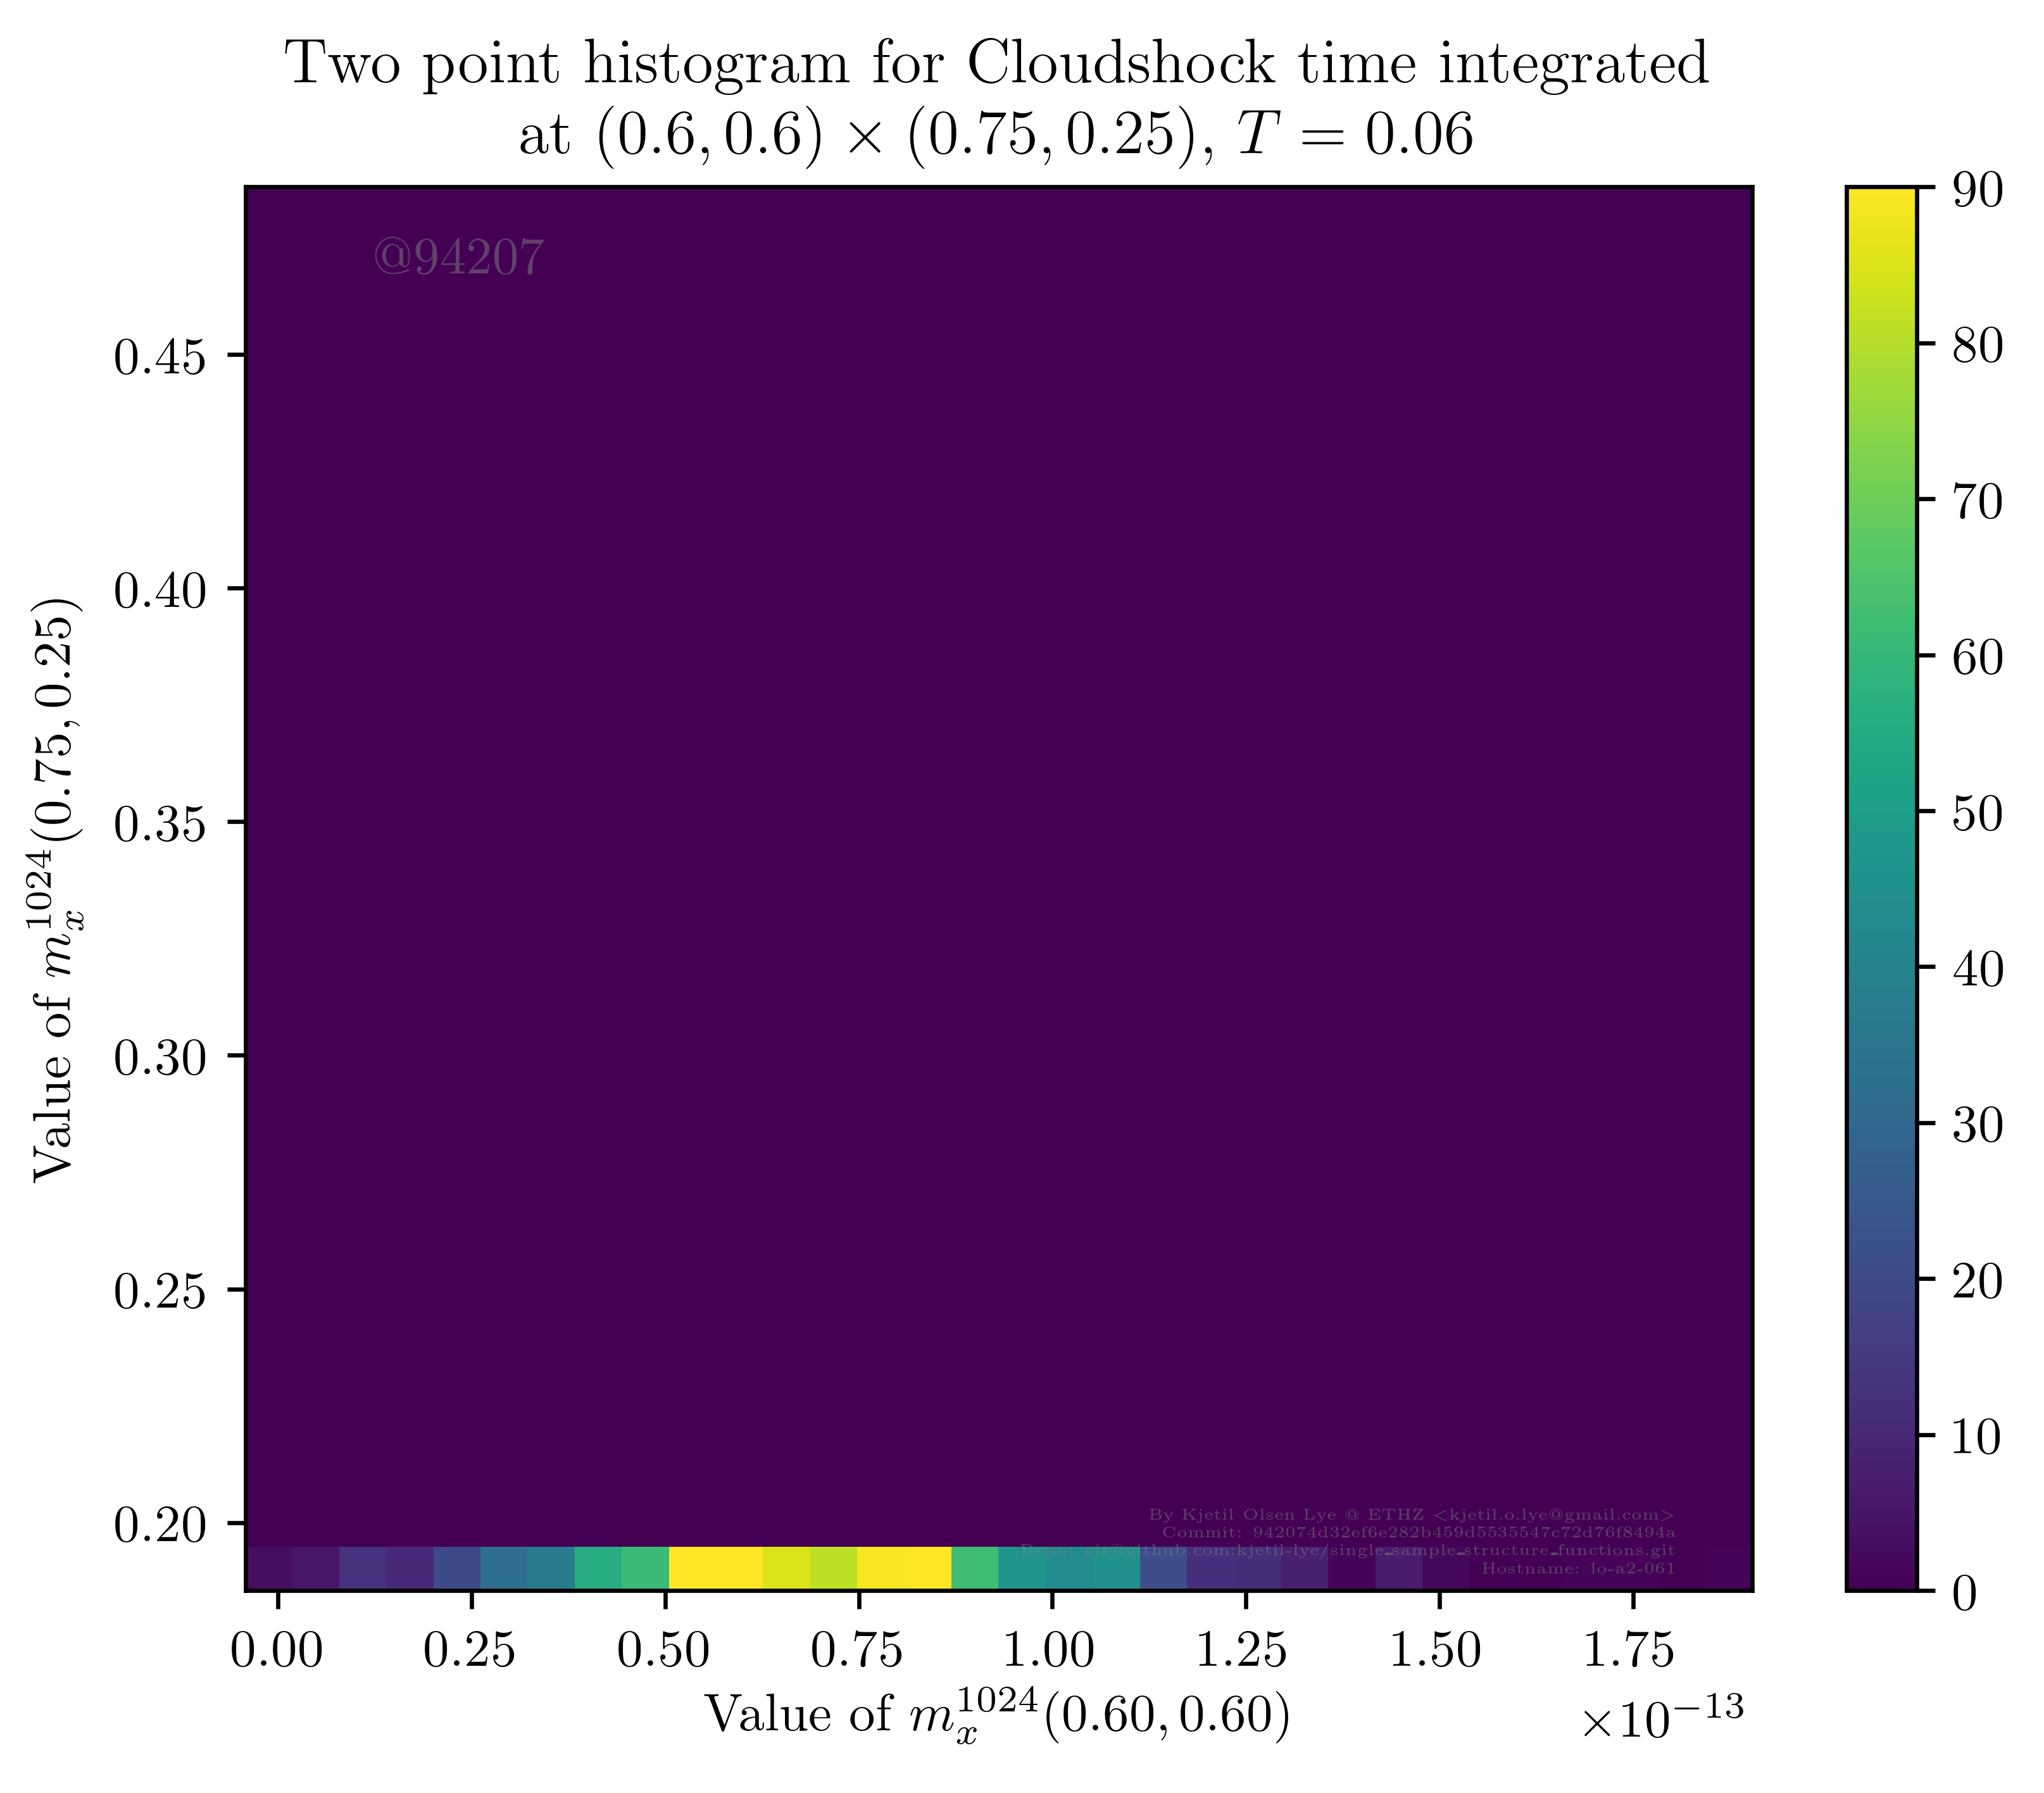 Two point histogram for Cloudshock time integrated
at (0.6, 0.6) × (0.75, 0.25), T = 0.06
@94207
90
80
70
60
50
40
30
20
10
0
0.45
0.40
0.35
0.30
0.25
0.20
Value of m_x^1024(0.75, 0.25)
By Kjetil Olsen Lye @ ETHZ <kjetil.o.lye@gmail.com>
Commit: 942074d32ef6e282b459d5535547c72d76f8494a
Repo: git@github.com:kjetil-lye/single_sample_structure_functions.git
Hostname: lo-a2-061
0.00 0.25 0.50 0.75 1.00 1.25 1.50 1.75
Value of m_x^1024(0.60, 0.60)
×10^−13